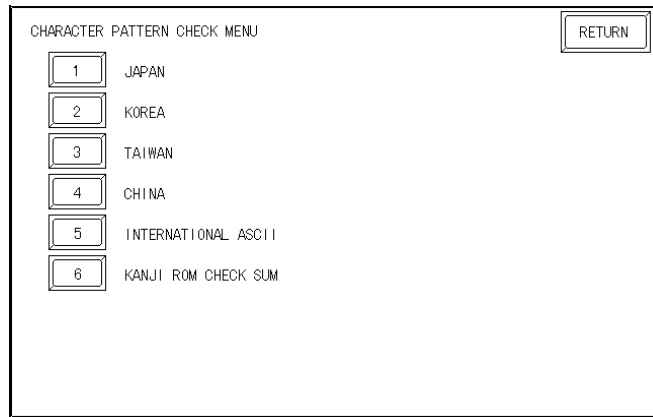 CHARACTER PATTERN CHECK MENU
RETURN
1 JAPAN
2 KOREA
3 TAIWAN
4 CHINA
5 INTERNATIONAL ASCII
6 KANJI ROM CHECK SUM